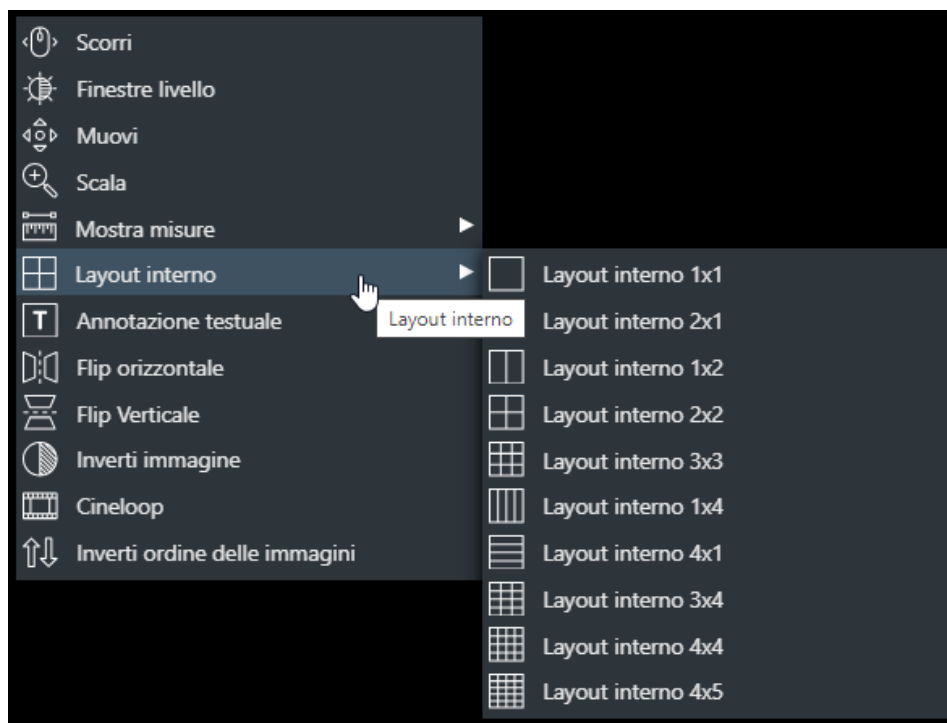 Scorri
Finestre livello
Muovi
Scala
Mostra misure
Layout interno
T Annotazione testuale
Flip orizzontale
Flip Verticale
Inverti immagine
Cineloop
Inverti ordine delle immagini
Layout interno
Layout interno 1x1
Layout interno 2x1
Layout interno 1x2
Layout interno 2x2
Layout interno 3x3
Layout interno 1x4
Layout interno 4x1
Layout interno 3x4
Layout interno 4x4
Layout interno 4x5